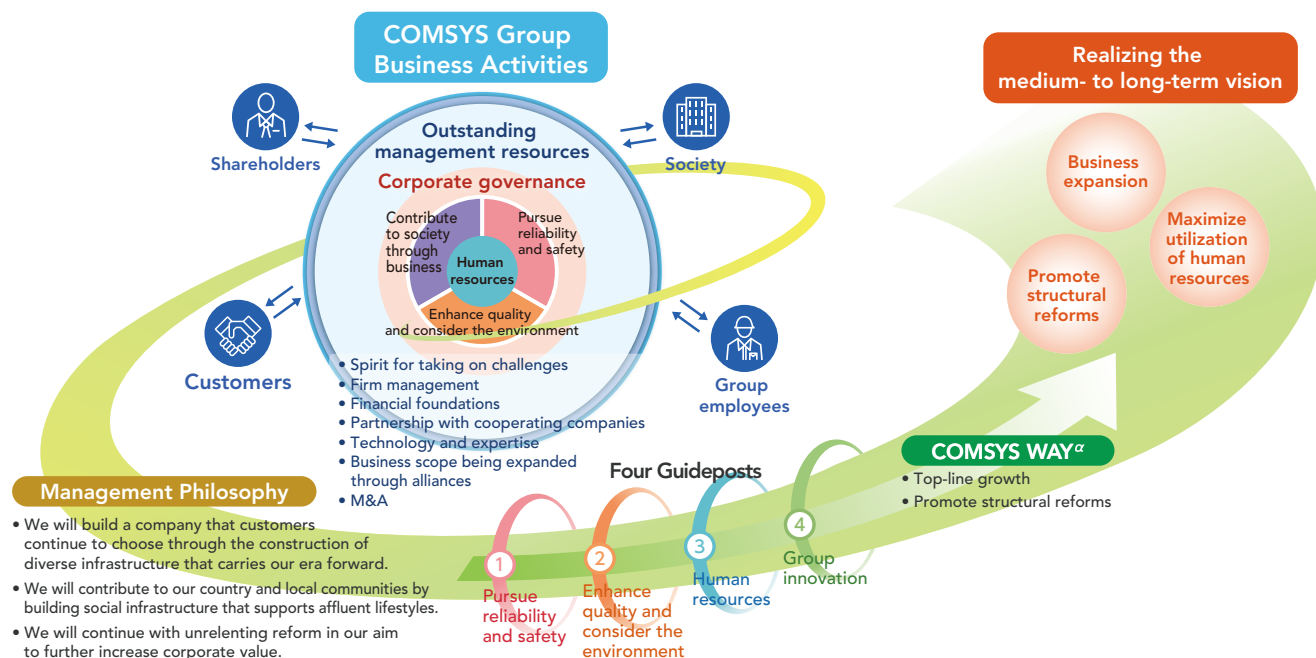 COMSYS Group
Business Activities
Realizing the
medium- to long-term vision
Shareholders
Society
Customers
Group
employees
Outstanding
management resources
Corporate governance
Contribute
to society
through
business
Pursue
reliability
and safety
Human
resources
Enhance quality
and consider the environment
• Spirit for taking on challenges
• Firm management
• Financial foundations
• Partnership with cooperating companies
• Technology and expertise
• Business scope being expanded
through alliances
• M&A
Business
expansion
Maximize
utilization
of human
resources
Promote
structural
reforms
COMSYS WAYα
• Top-line growth
• Promote structural reforms
Four Guideposts
1
Pursue
reliability
and safety
2
Enhance
quality and
consider the
environment
3
Human
resources
4
Group
innovation
Management Philosophy
• We will build a company that customers
continue to choose through the construction of
diverse infrastructure that carries our era forward.
• We will contribute to our country and local communities by
building social infrastructure that supports affluent lifestyles.
• We will continue with unrelenting reform in our aim
to further increase corporate value.